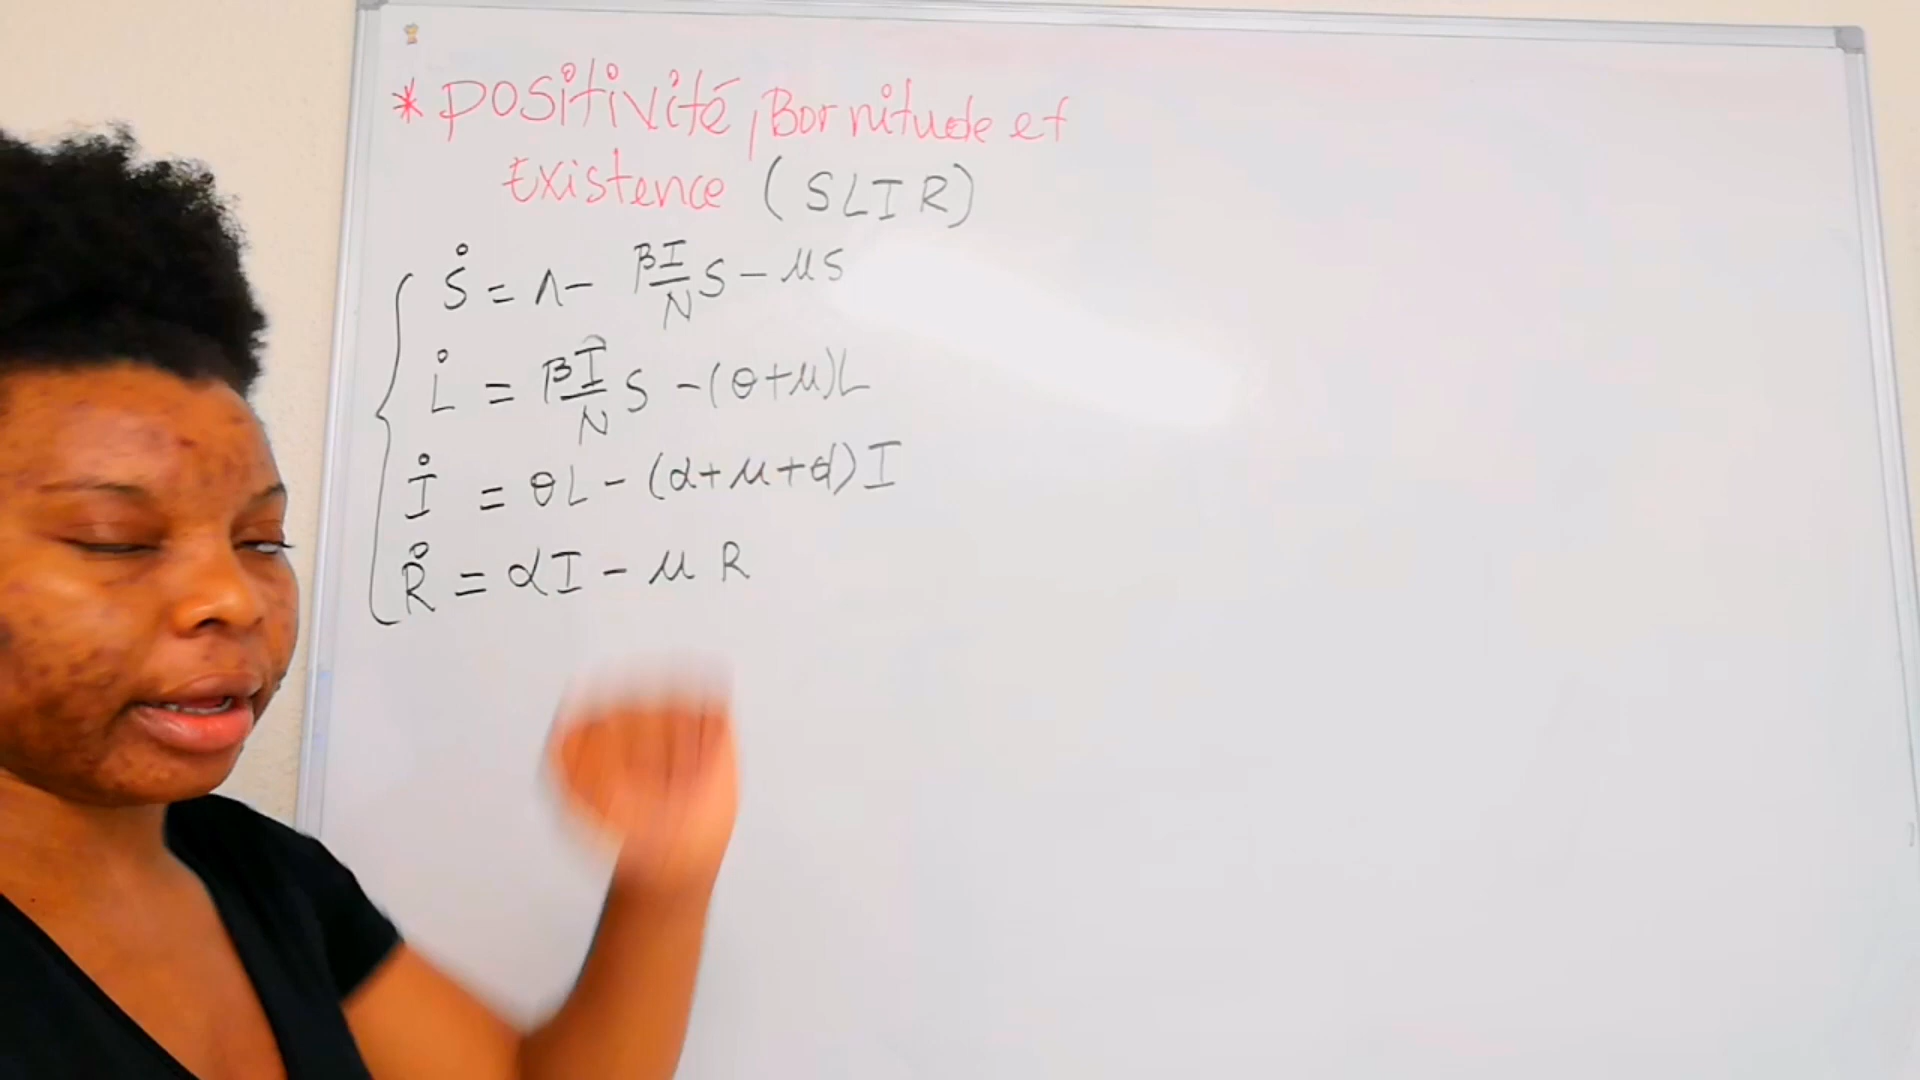 * Positivité, Bornitude et
Existence (SLIR)
Ṡ = Λ - βI/N S - μS
L̇ = βI/N S - (θ+μ)L
İ = θL - (α+μ+d)I
Ṙ = αI - μR